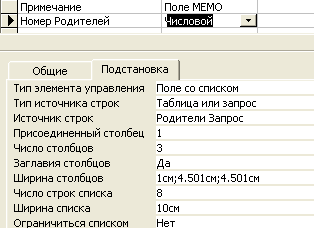 Примечание Поле МЕМО
Номер Родителей Числовой
Общие Подстановка
Тип элемента управления Поле со списком
Тип источника строк Таблица или запрос
Источник строк Родители Запрос
Присоединенный столбец 1
Число столбцов 3
Заглавия столбцов Да
Ширина столбцов 1см;4.501см;4.501см
Число строк списка 8
Ширина списка 10см
Ограничиться списком Нет